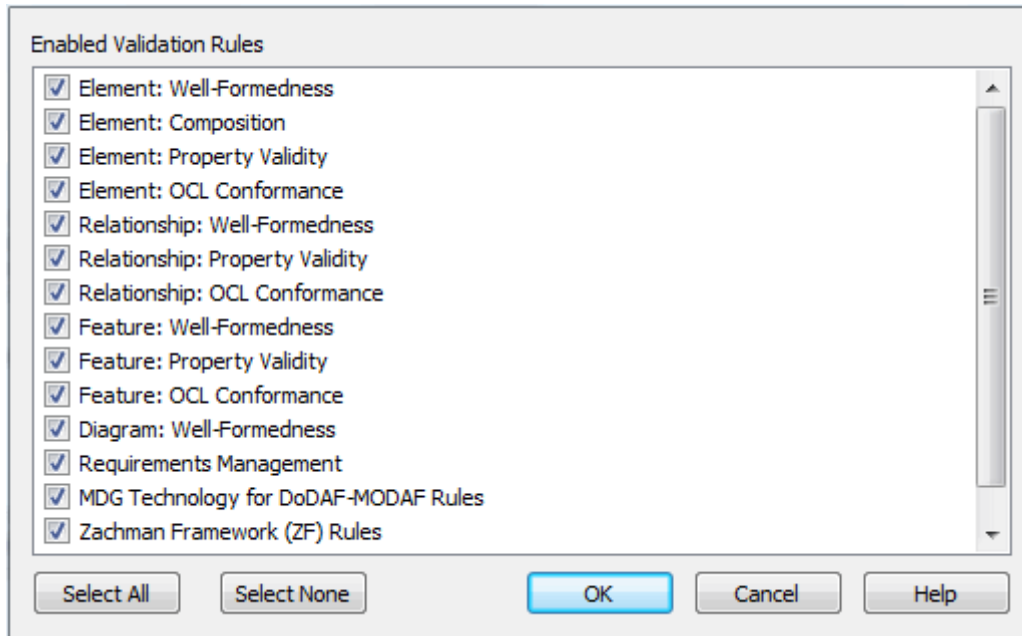 Enabled Validation Rules
Element: Well-Formedness
Element: Composition
Element: Property Validity
Element: OCL Conformance
Relationship: Well-Formedness
Relationship: Property Validity
Relationship: OCL Conformance
Feature: Well-Formedness
Feature: Property Validity
Feature: OCL Conformance
Diagram: Well-Formedness
Requirements Management
MDG Technology for DoDAF-MODAF Rules
Zachman Framework (ZF) Rules
Select All Select None OK Cancel Help